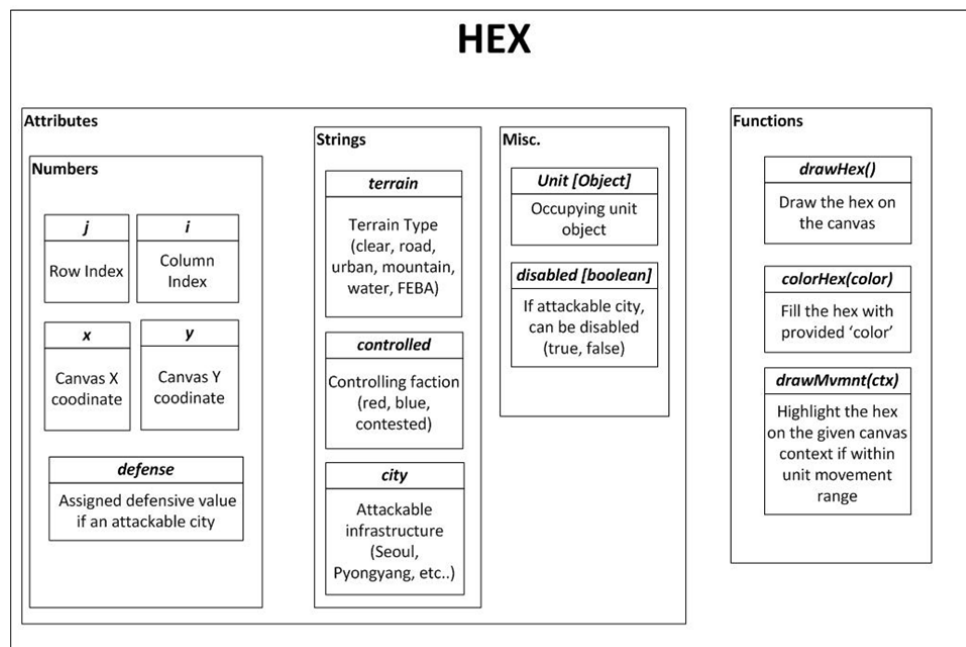 HEX
Attributes
Numbers
j
Row Index
i
Column
Index
x
Canvas X
coodinate
y
Canvas Y
coodinate
defense
Assigned defensive value
if an attackable city
Strings
terrain
Terrain Type
(clear, road,
urban, mountain,
water, FEBA)
controlled
Controlling faction
(red, blue,
contested)
city
Attackable
infrastructure
(Seoul,
Pyongyang, etc..)
Misc.
Unit [Object]
Occupying unit
object
disabled [boolean]
If attackable city,
can be disabled
(true, false)
Functions
drawHex()
Draw the hex on
the canvas
colorHex(color)
Fill the hex with
provided ‘color’
drawMvmnt(ctx)
Highlight the hex
on the given canvas
context if within
unit movement
range